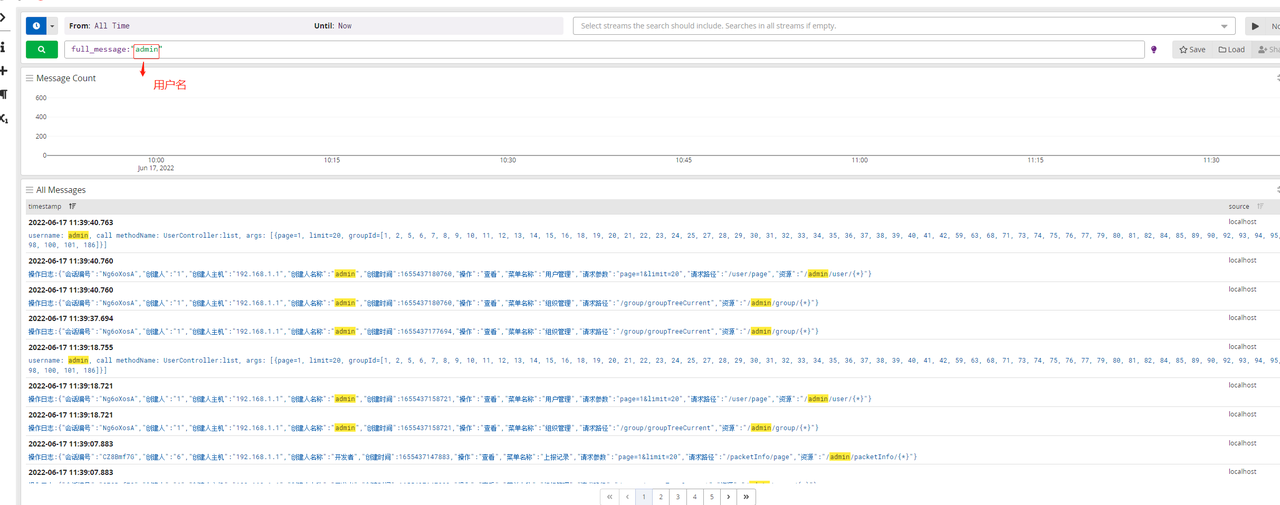 From: All Time
Until: Now
Select streams the search should include. Searches in all streams if empty.
full_message:"admin"
Save
Load
用户名
Message Count
600
400
200
0
10:00
10:15
10:30
10:45
11:00
11:15
11:30
Jun 17, 2022
All Messages
timestamp
source
2022-06-17 11:39:40.763
localhost
username: admin, call methodName: UserController:list, args: [{page=1, limit=20, groupId=[1, 2, 5, 6, 7, 8, 9, 10, 11, 12, 13, 14, 15, 16, 18, 19, 20, 21, 22, 23, 24, 25, 27, 28, 29, 30, 31, 32, 33, 34, 35, 36, 37, 38, 39, 40, 41, 42, 59, 63, 68, 71, 73, 74, 75, 76, 77, 79, 80, 81, 82, 84, 85, 89, 90, 92, 93, 94, 95,
98, 100, 101, 186]}]
2022-06-17 11:39:40.760
localhost
操作日志:{"会话编号":"Ng6oXosA","创建人":"1","创建人主机":"192.168.1.1","创建人名称":"admin","创建时间":1655437180760,"操作":"查看","菜单名称":"用户管理","请求参数":"page=1&limit=20","请求路径":"/user/page","资源":"/admin/user/{*}"}
2022-06-17 11:39:40.760
localhost
操作日志:{"会话编号":"Ng6oXosA","创建人":"1","创建人主机":"192.168.1.1","创建人名称":"admin","创建时间":1655437180760,"操作":"查看","菜单名称":"组织管理","请求路径":"/group/groupTreeCurrent","资源":"/admin/group/{*}"}
2022-06-17 11:39:37.694
localhost
操作日志:{"会话编号":"Ng6oXosA","创建人":"1","创建人主机":"192.168.1.1","创建人名称":"admin","创建时间":1655437177694,"操作":"查看","菜单名称":"组织管理","请求路径":"/group/groupTreeCurrent","资源":"/admin/group/{*}"}
2022-06-17 11:39:18.755
localhost
username: admin, call methodName: UserController:list, args: [{page=1, limit=20, groupId=[1, 2, 5, 6, 7, 8, 9, 10, 11, 12, 13, 14, 15, 16, 18, 19, 20, 21, 22, 23, 24, 25, 27, 28, 29, 30, 31, 32, 33, 34, 35, 36, 37, 38, 39, 40, 41, 42, 59, 63, 68, 71, 73, 74, 75, 76, 77, 79, 80, 81, 82, 84, 85, 89, 90, 92, 93, 94, 95,
98, 100, 101, 186]}]
2022-06-17 11:39:18.721
localhost
操作日志:{"会话编号":"Ng6oXosA","创建人":"1","创建人主机":"192.168.1.1","创建人名称":"admin","创建时间":1655437158721,"操作":"查看","菜单名称":"用户管理","请求参数":"page=1&limit=20","请求路径":"/user/page","资源":"/admin/user/{*}"}
2022-06-17 11:39:18.721
localhost
操作日志:{"会话编号":"Ng6oXosA","创建人":"1","创建人主机":"192.168.1.1","创建人名称":"admin","创建时间":1655437158721,"操作":"查看","菜单名称":"组织管理","请求路径":"/group/groupTreeCurrent","资源":"/admin/group/{*}"}
2022-06-17 11:39:07.883
localhost
操作日志:{"会话编号":"CZ8Bmf7G","创建人":"6","创建人主机":"192.168.1.1","创建人名称":"开发者","创建时间":1655437147883,"操作":"查看","菜单名称":"上报记录","请求参数":"page=1&limit=20","请求路径":"/packetInfo/page","资源":"/admin/packetInfo/{*}"}
2022-06-17 11:39:07.883
localhost
« ‹ 1 2 3 4 5 › »